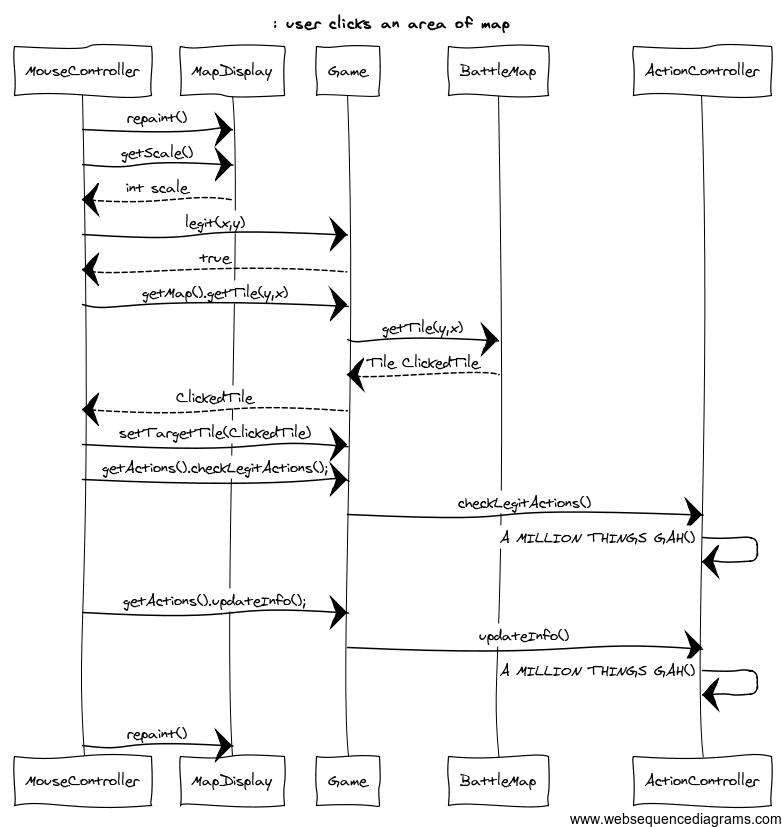 : user clicks an area of map
MouseController MapDisplay Game BattleMap ActionController
repaint()
getScale()
int scale
legit(x,y)
true
getMap().getTile(y,x)
getTile(y,x)
Tile ClickedTile
ClickedTile
setTargetTile(ClickedTile)
getActions().checkLegitActions();
checkLegitActions()
A MILLION THINGS GAH()
getActions().updateInfo();
updateInfo()
A MILLION THINGS GAH()
repaint()
MouseController MapDisplay Game BattleMap ActionController
www.websequencediagrams.com